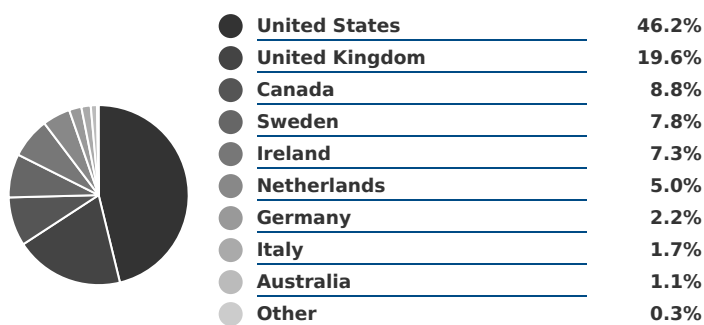 United States 46.2%
United Kingdom 19.6%
Canada 8.8%
Sweden 7.8%
Ireland 7.3%
Netherlands 5.0%
Germany 2.2%
Italy 1.7%
Australia 1.1%
Other 0.3%